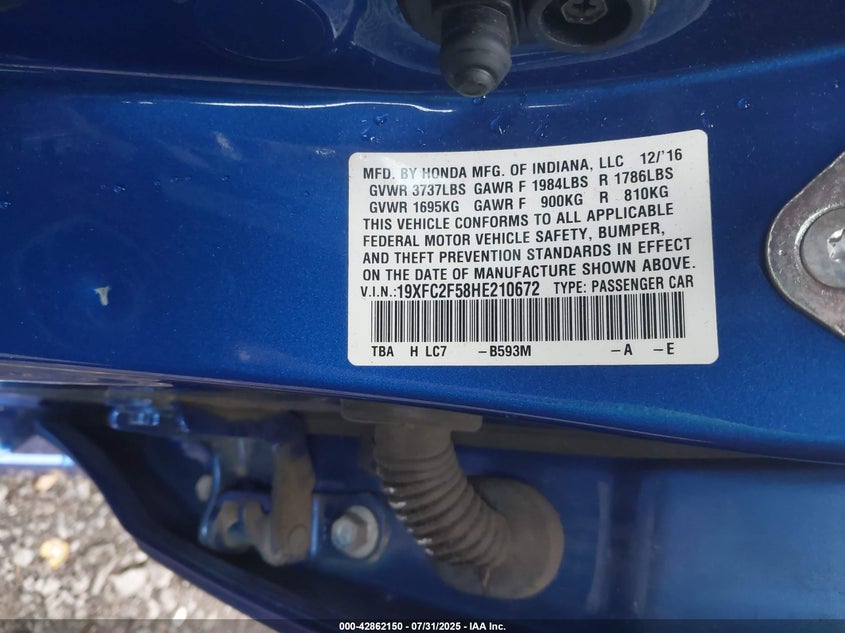 MFD. BY HONDA MFG. OF INDIANA, LLC 12/'16
GVWR 3737LBS GAWR F 1984LBS R 1786LBS
GVWR 1695KG GAWR F 900KG R 810KG
THIS VEHICLE CONFORMS TO ALL APPLICABLE
FEDERAL MOTOR VEHICLE SAFETY, BUMPER,
AND THEFT PREVENTION STANDARDS IN EFFECT
ON THE DATE OF MANUFACTURE SHOWN ABOVE.
V.I.N.:19XFC2F58HE210672 TYPE: PASSENGER CAR
TBA H LC7 -B593M -A -E
000-42862150 - 07/31/2025 - IAA Inc.